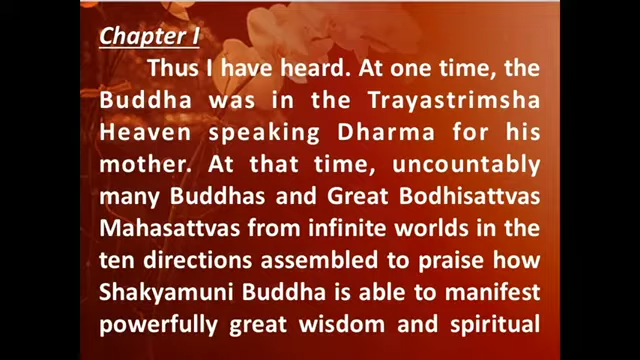 Chapter I
Thus I have heard. At one time, the
Buddha was in the Trayastrimsha
Heaven speaking Dharma for his
mother. At that time, uncountably
many Buddhas and Great Bodhisattvas
Mahasattvas from infinite worlds in the
ten directions assembled to praise how
Shakyamuni Buddha is able to manifest
powerfully great wisdom and spiritual